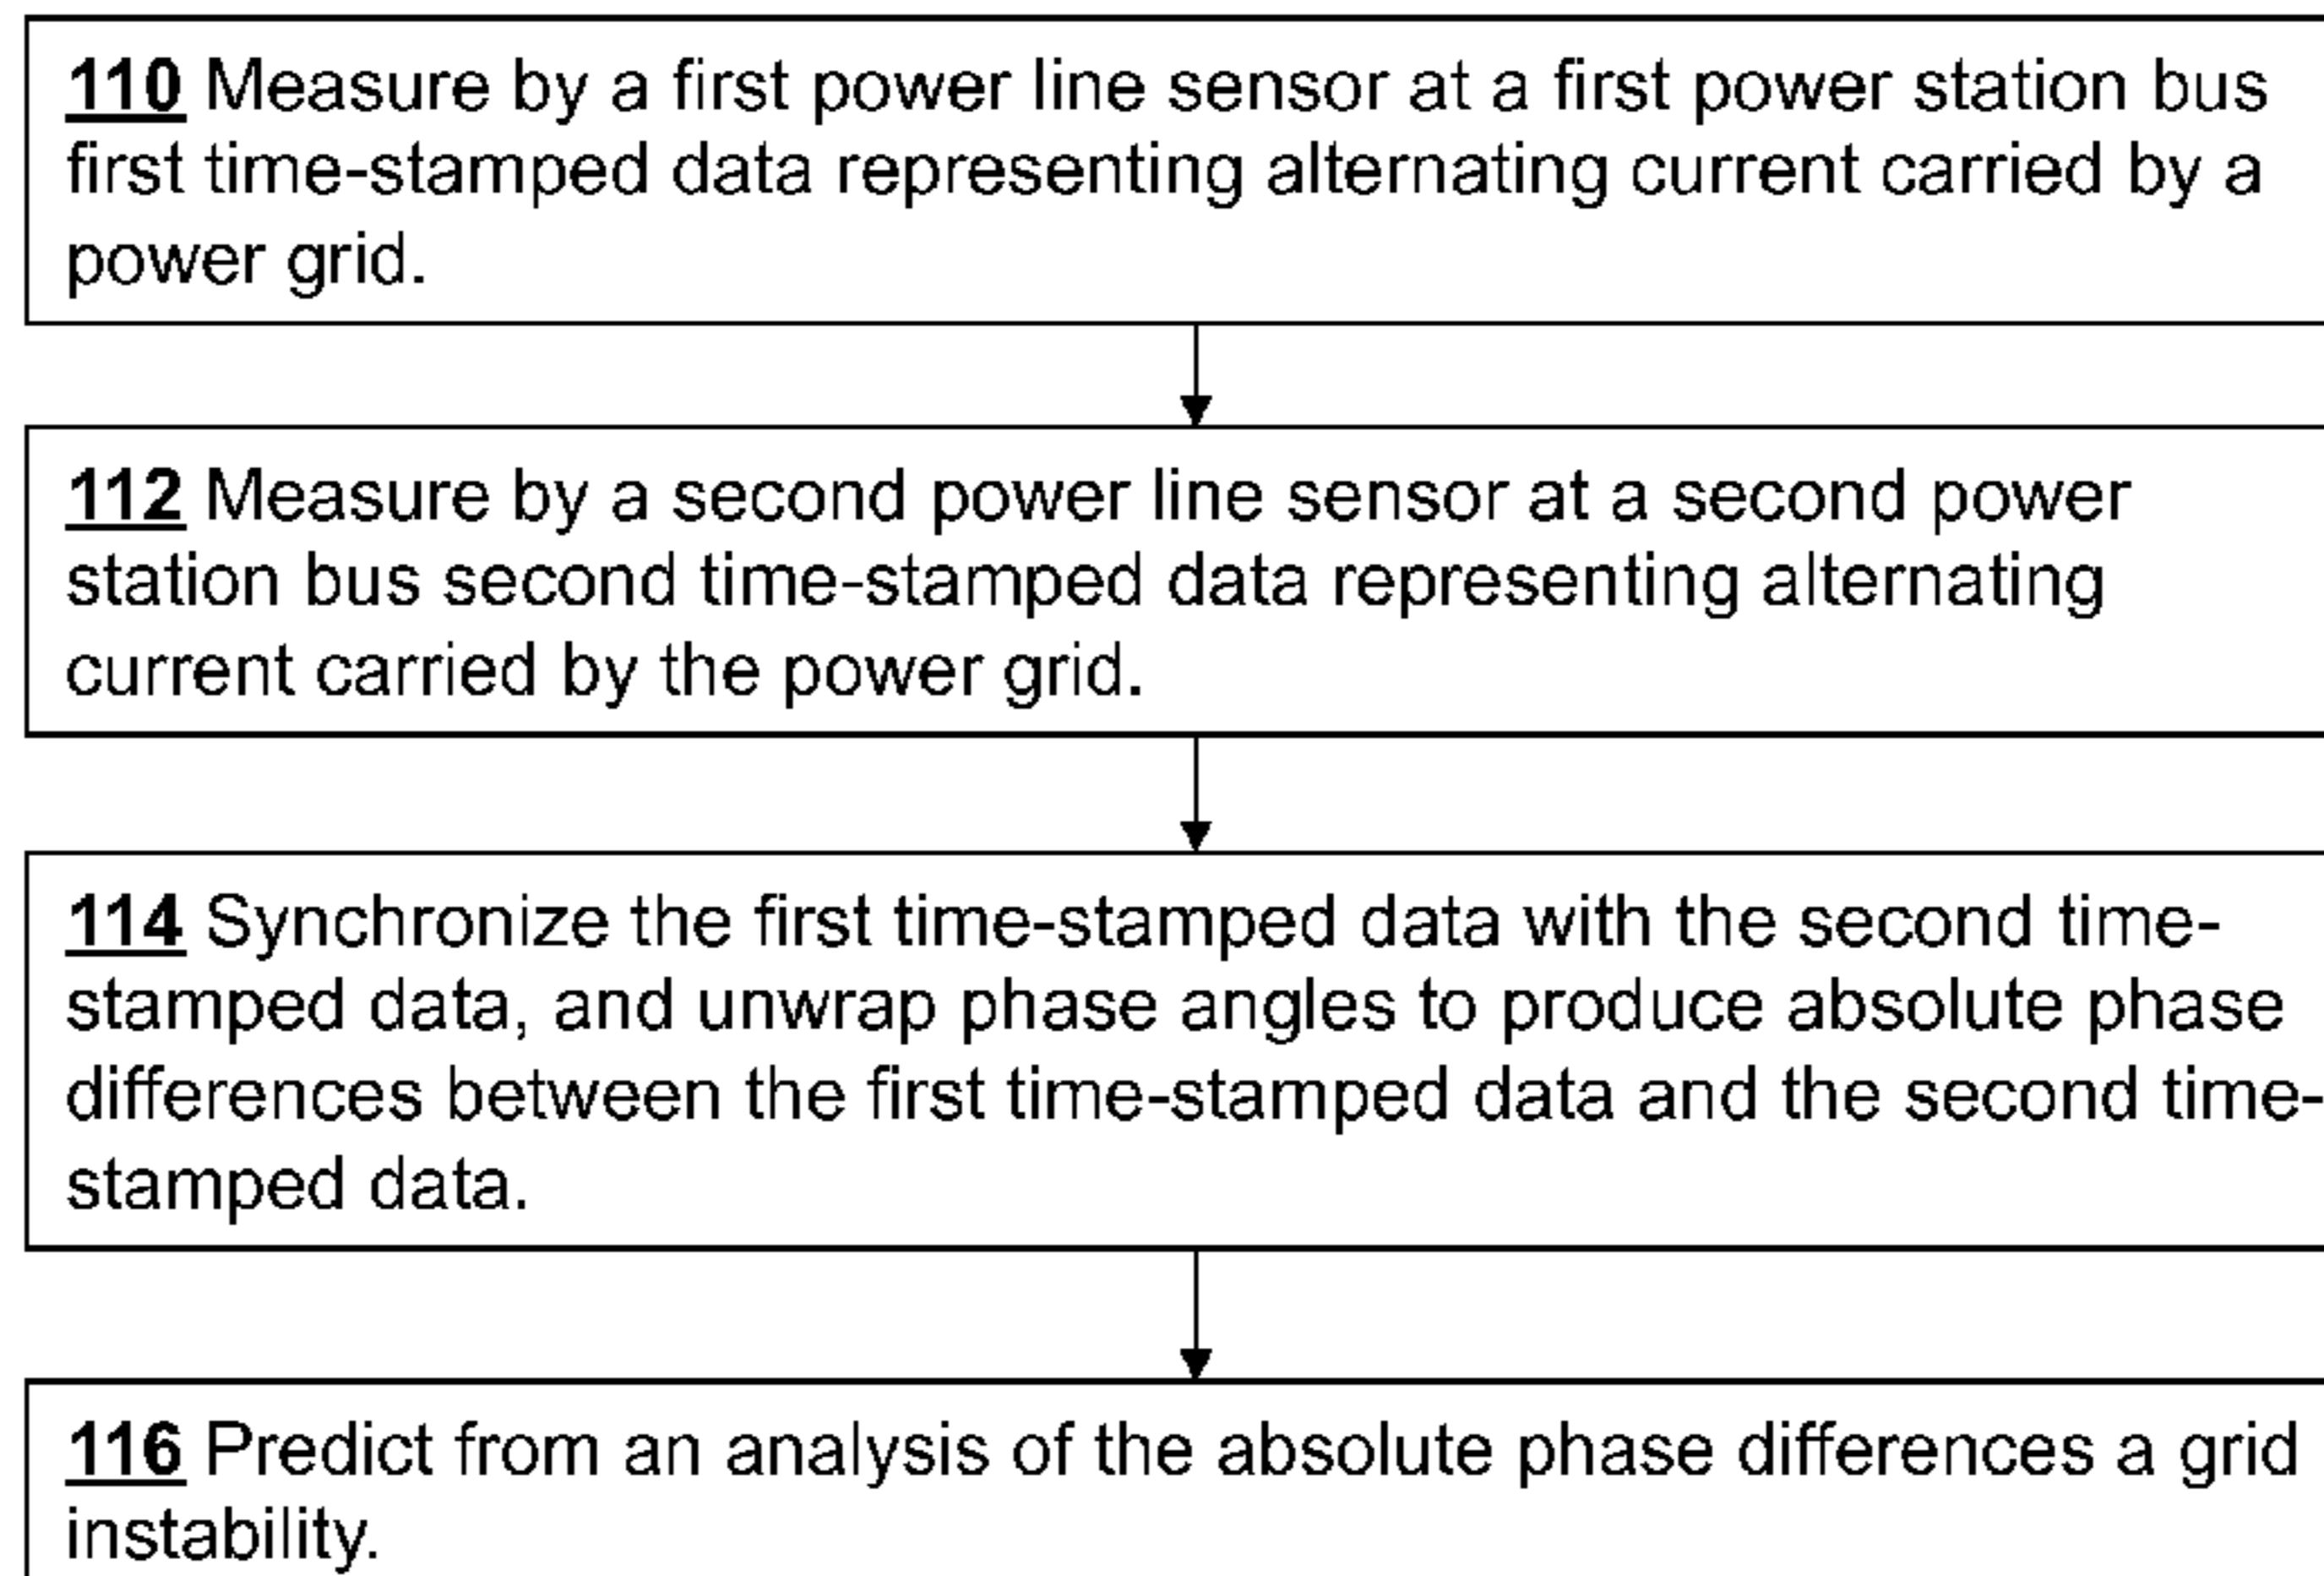 110 Measure by a first power line sensor at a first power station bus
first time-stamped data representing alternating current carried by a
power grid.
112 Measure by a second power line sensor at a second power
station bus second time-stamped data representing alternating
current carried by the power grid.
114 Synchronize the first time-stamped data with the second time-
stamped data, and unwrap phase angles to produce absolute phase
differences between the first time-stamped data and the second time-
stamped data.
116 Predict from an analysis of the absolute phase differences a grid
instability.